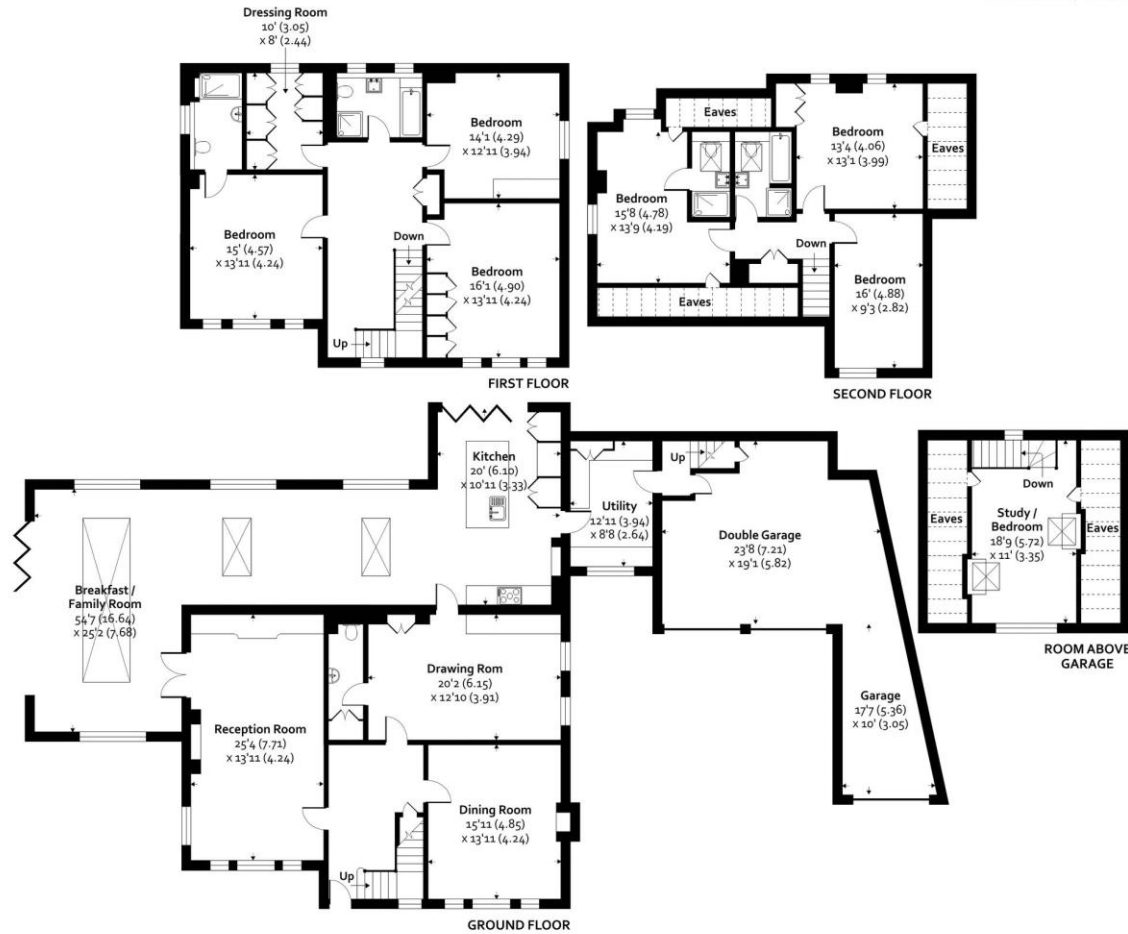 Dressing Room
10' (3.05)
x 8' (2.44)
Bedroom
14'1 (4.29)
x 12'11 (3.94)
Bedroom
15' (4.57)
x 13'11 (4.24)
Down
Bedroom
16'1 (4.90)
x 13'11 (4.24)
Up
FIRST FLOOR
Eaves
Bedroom
13'4 (4.06)
x 13'1 (3.99)
Eaves
Bedroom
15'8 (4.78)
x 13'9 (4.19)
Down
Bedroom
16' (4.88)
x 9'3 (2.82)
Eaves
SECOND FLOOR
Kitchen
20' (6.10)
x 10'11 (3.33)
Up
Utility
12'11 (3.94)
x 8'8 (2.64)
Double Garage
23'8 (7.21)
x 19'1 (5.82)
Breakfast /
Family Room
54'7 (16.64)
x 25'2 (7.68)
Drawing Rom
20'2 (6.15)
x 12'10 (3.91)
Reception Room
25'4 (7.71)
x 13'11 (4.24)
Garage
17'7 (5.36)
x 10' (3.05)
Dining Room
15'11 (4.85)
x 13'11 (4.24)
Up
GROUND FLOOR
Down
Eaves
Study /
Bedroom
18'9 (5.72)
x 11' (3.35)
Eaves
ROOM ABOVE
GARAGE